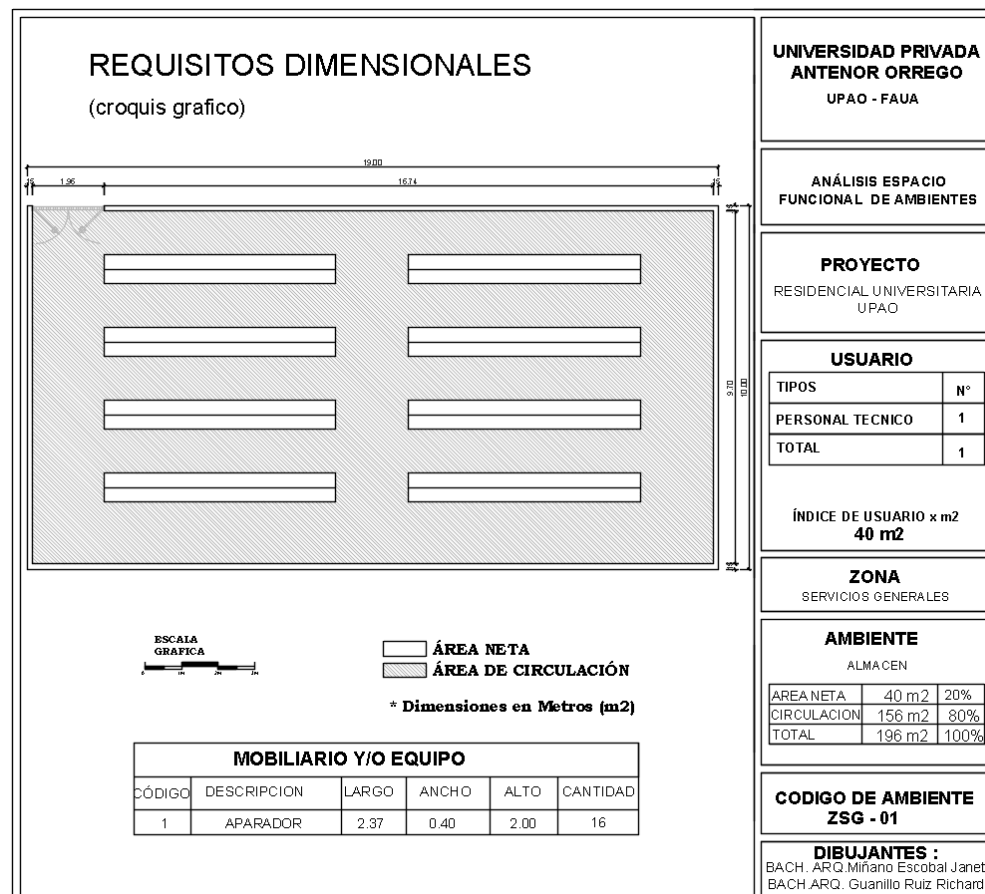 REQUISITOS DIMENSIONALES
(croquis grafico)
19.00
.15 1.96 16.74 .15
9.70 10.00
ESCALA
GRAFICA
ÁREA NETA
ÁREA DE CIRCULACIÓN
* Dimensiones en Metros (m2)
MOBILIARIO Y/O EQUIPO
CÓDIGO DESCRIPCION LARGO ANCHO ALTO CANTIDAD
1 APARADOR 2.37 0.40 2.00 16
UNIVERSIDAD PRIVADA
ANTENOR ORREGO
UPAO - FAUA
ANÁLISIS ESPACIO
FUNCIONAL DE AMBIENTES
PROYECTO
RESIDENCIAL UNIVERSITARIA
UPAO
USUARIO
TIPOS N°
PERSONAL TECNICO 1
TOTAL 1
ÍNDICE DE USUARIO x m2
40 m2
ZONA
SERVICIOS GENERALES
AMBIENTE
ALMACEN
AREA NETA 40 m2 20%
CIRCULACION 156 m2 80%
TOTAL 196 m2 100%
CODIGO DE AMBIENTE
ZSG - 01
DIBUJANTES :
BACH. ARQ.Miñano Escobal Janet
BACH.ARQ. Guanillo Ruiz Richard